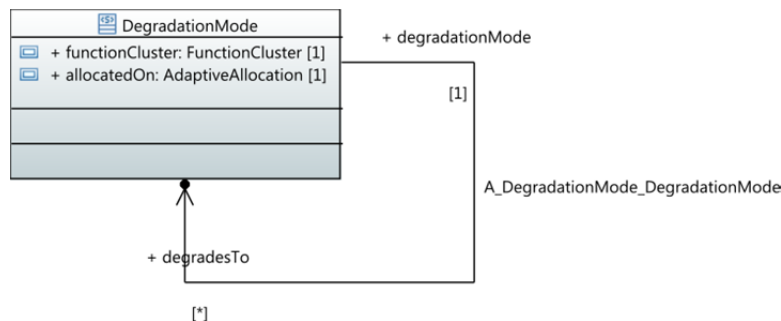 DegradationMode
+ functionCluster: FunctionCluster [1]
+ allocatedOn: AdaptiveAllocation [1]
+ degradationMode
[1]
A_DegradationMode_DegradationMode
+ degradesTo
[*]